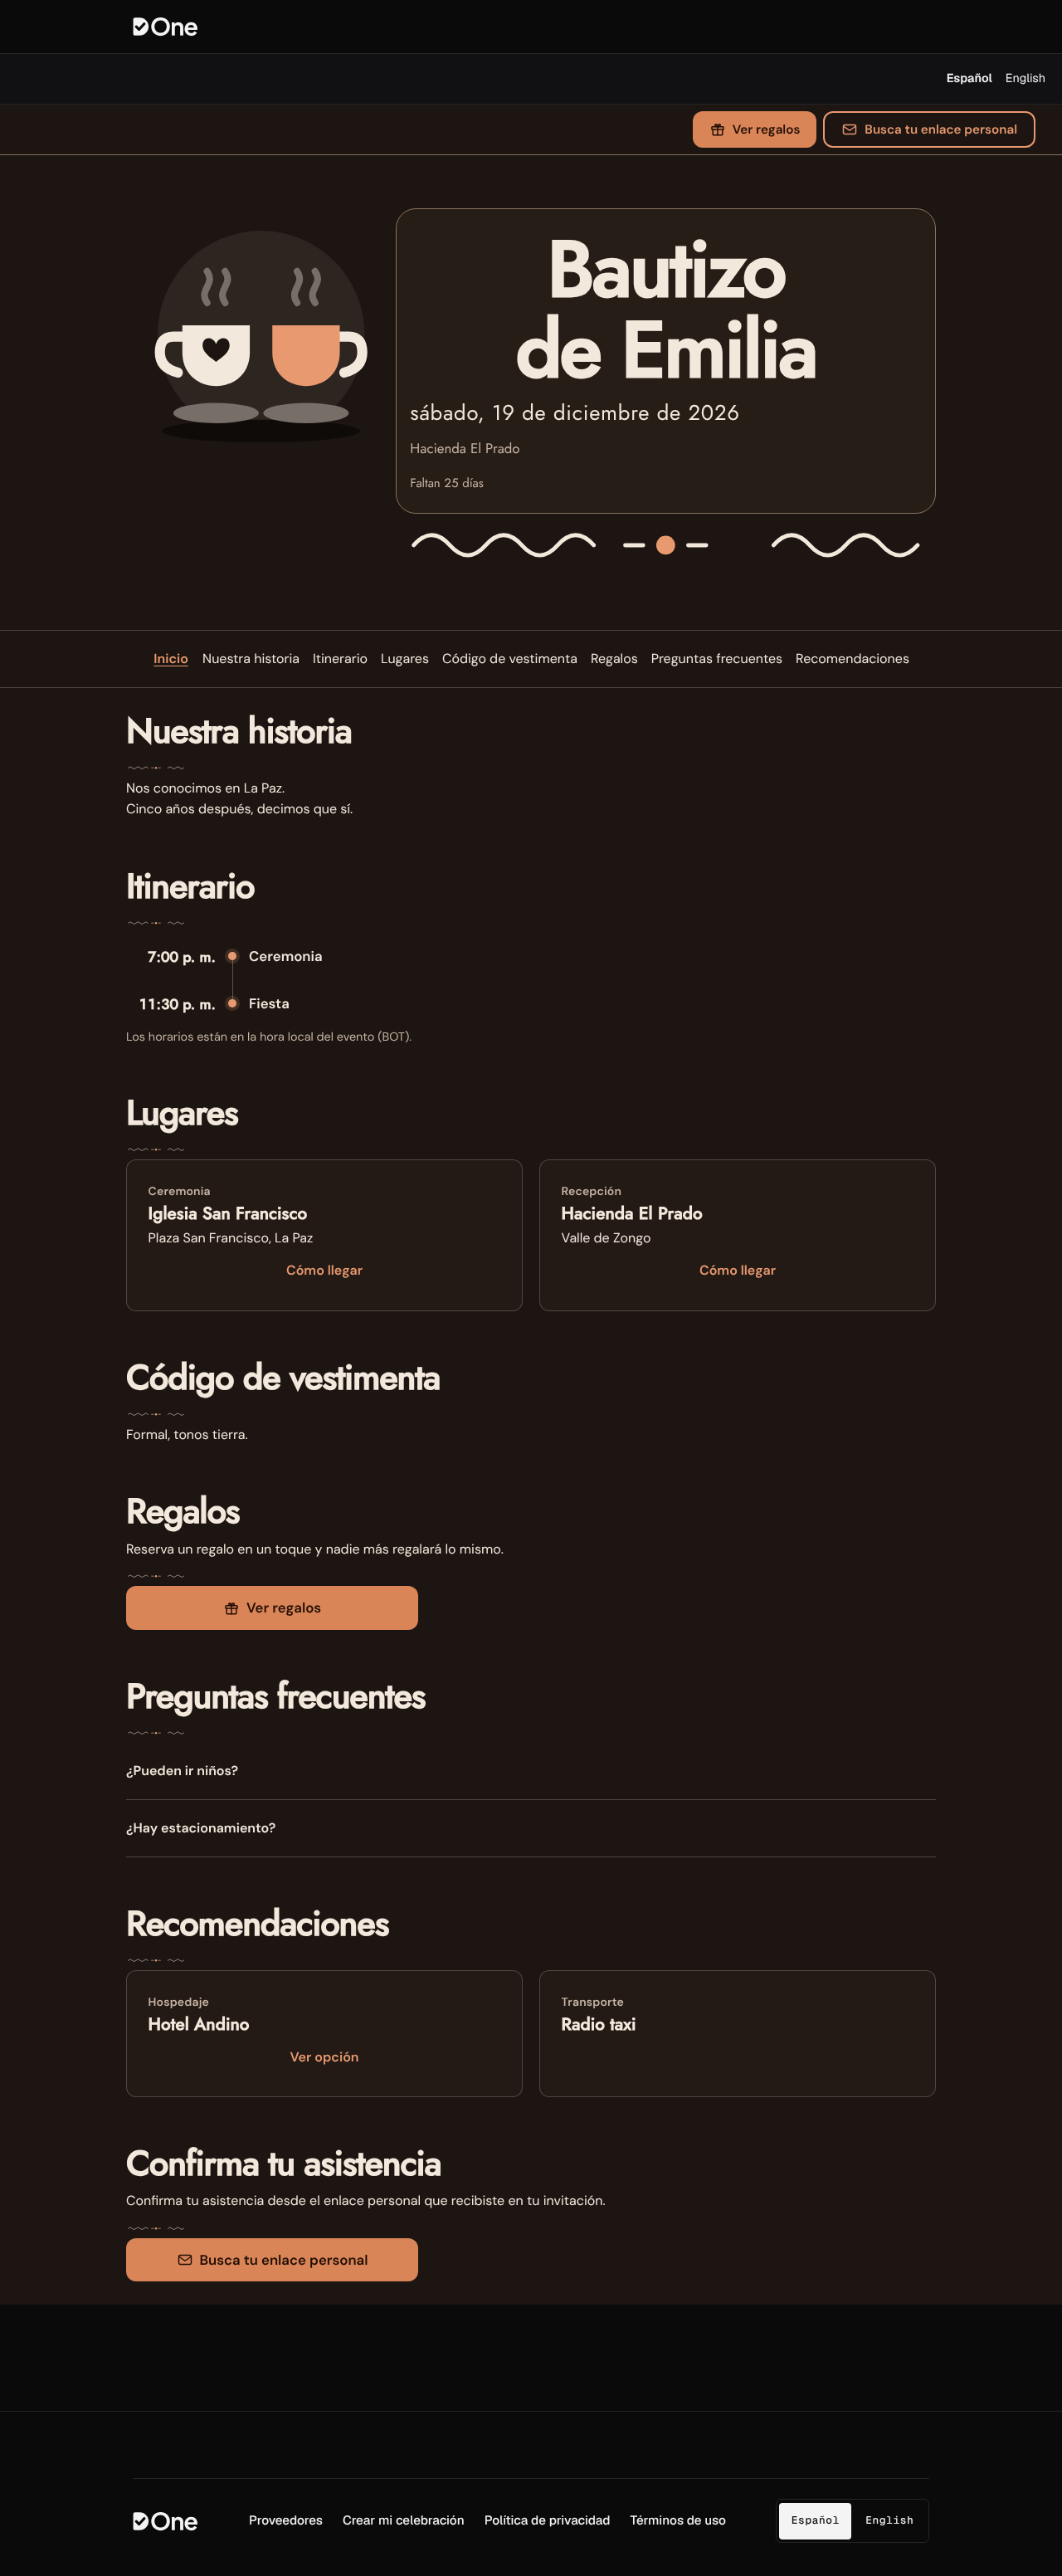 One
Español English
Ver regalos Busca tu enlace personal
Bautizo
de Emilia
sábado, 19 de diciembre de 2026
Hacienda El Prado
Faltan 25 días
Inicio Nuestra historia Itinerario Lugares Código de vestimenta Regalos Preguntas frecuentes Recomendaciones
Nuestra historia
Nos conocimos en La Paz.
Cinco años después, decimos que sí.
Itinerario
7:00 p. m. Ceremonia
11:30 p. m. Fiesta
Los horarios están en la hora local del evento (BOT).
Lugares
Ceremonia
Iglesia San Francisco
Plaza San Francisco, La Paz
Cómo llegar
Recepción
Hacienda El Prado
Valle de Zongo
Cómo llegar
Código de vestimenta
Formal, tonos tierra.
Regalos
Reserva un regalo en un toque y nadie más regalará lo mismo.
Ver regalos
Preguntas frecuentes
¿Pueden ir niños?
¿Hay estacionamiento?
Recomendaciones
Hospedaje
Hotel Andino
Ver opción
Transporte
Radio taxi
Confirma tu asistencia
Confirma tu asistencia desde el enlace personal que recibiste en tu invitación.
Busca tu enlace personal
One Proveedores Crear mi celebración Política de privacidad Términos de uso Español English